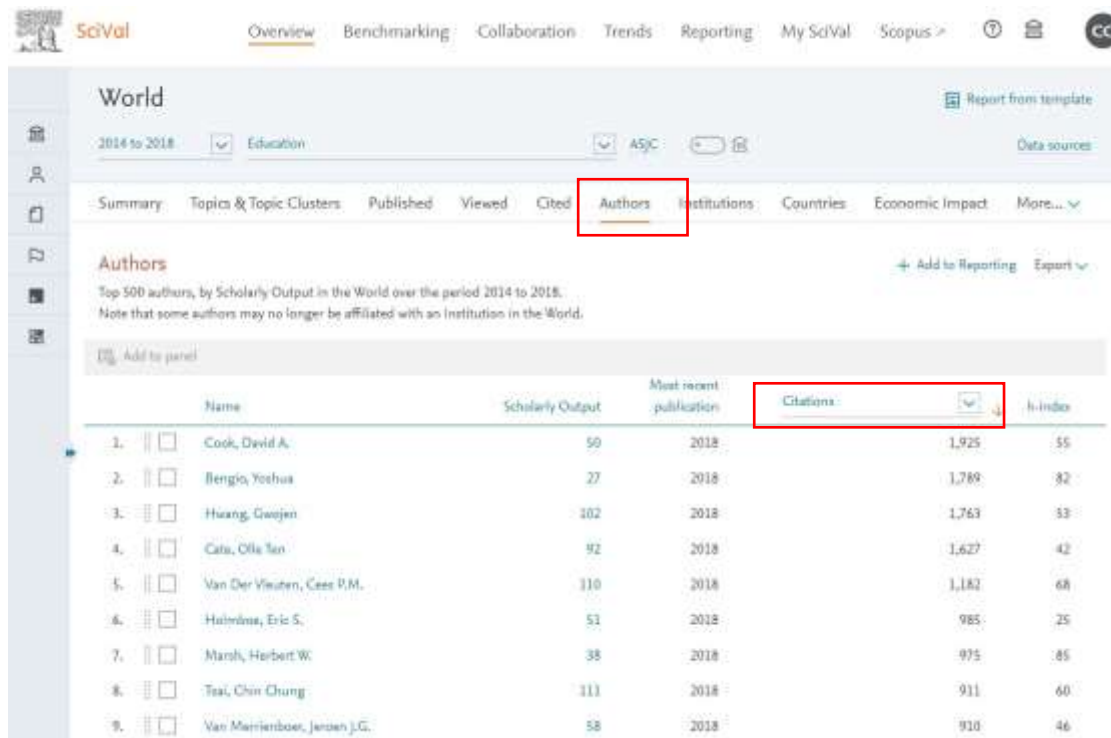 SciVal
Overview Benchmarking Collaboration Trends Reporting My SciVal Scopus ↗
World
Report from template
2014 to 2018 Education ASJC Data sources
Summary Topics & Topic Clusters Published Viewed Cited Authors Institutions Countries Economic Impact More...
Authors
+ Add to Reporting Export
Top 500 authors, by Scholarly Output in the World over the period 2014 to 2018.
Note that some authors may no longer be affiliated with an Institution in the World.
Add to panel
Name Scholarly Output Most recent publication Citations h-index
1. Cook, David A. 50 2018 1,925 55
2. Bengio, Yoshua 27 2018 1,789 82
3. Hwang, Gwojen 102 2018 1,763 53
4. Cate, Olle Ten 92 2018 1,627 42
5. Van Der Vleuten, Cees P.M. 110 2018 1,182 68
6. Holmboe, Eric S. 51 2018 985 25
7. Marsh, Herbert W. 38 2018 975 85
8. Tsai, Chin Chung 111 2018 911 60
9. Van Merrienboer, Jeroen J.G. 58 2018 910 46